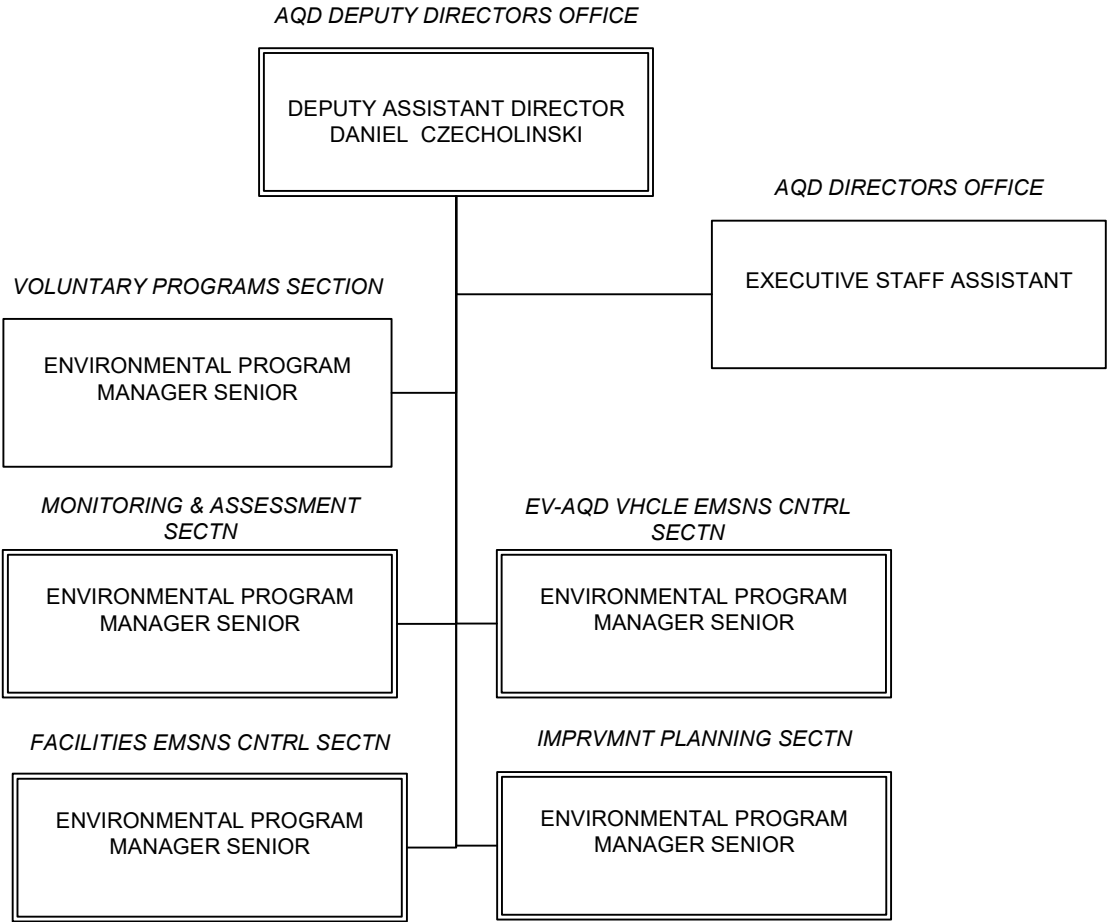 AQD DEPUTY DIRECTORS OFFICE
DEPUTY ASSISTANT DIRECTOR
DANIEL CZECHOLINSKI
AQD DIRECTORS OFFICE
EXECUTIVE STAFF ASSISTANT
VOLUNTARY PROGRAMS SECTION
ENVIRONMENTAL PROGRAM
MANAGER SENIOR
MONITORING & ASSESSMENT
SECTN
ENVIRONMENTAL PROGRAM
MANAGER SENIOR
EV-AQD VHCLE EMSNS CNTRL
SECTN
ENVIRONMENTAL PROGRAM
MANAGER SENIOR
FACILITIES EMSNS CNTRL SECTN
ENVIRONMENTAL PROGRAM
MANAGER SENIOR
IMPRVMNT PLANNING SECTN
ENVIRONMENTAL PROGRAM
MANAGER SENIOR